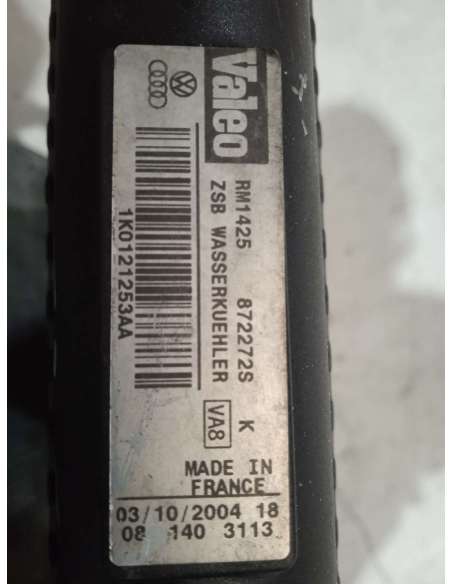 Valeo
RM1425 872272S K
ZSB WASSERKUEHLER VA8
1K0121253AA
MADE IN
FRANCE
03/10/2004 18
08 140 3113